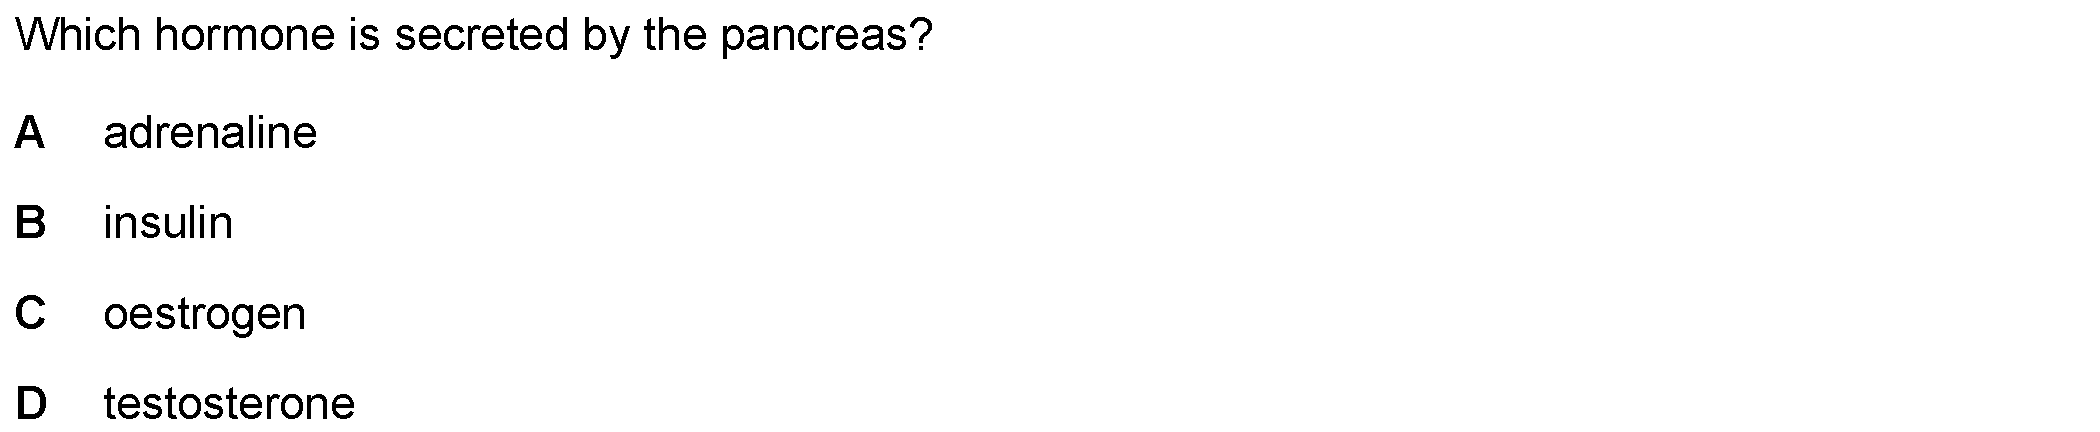 Which hormone is secreted by the pancreas?
A adrenaline
B insulin
C oestrogen
D testosterone